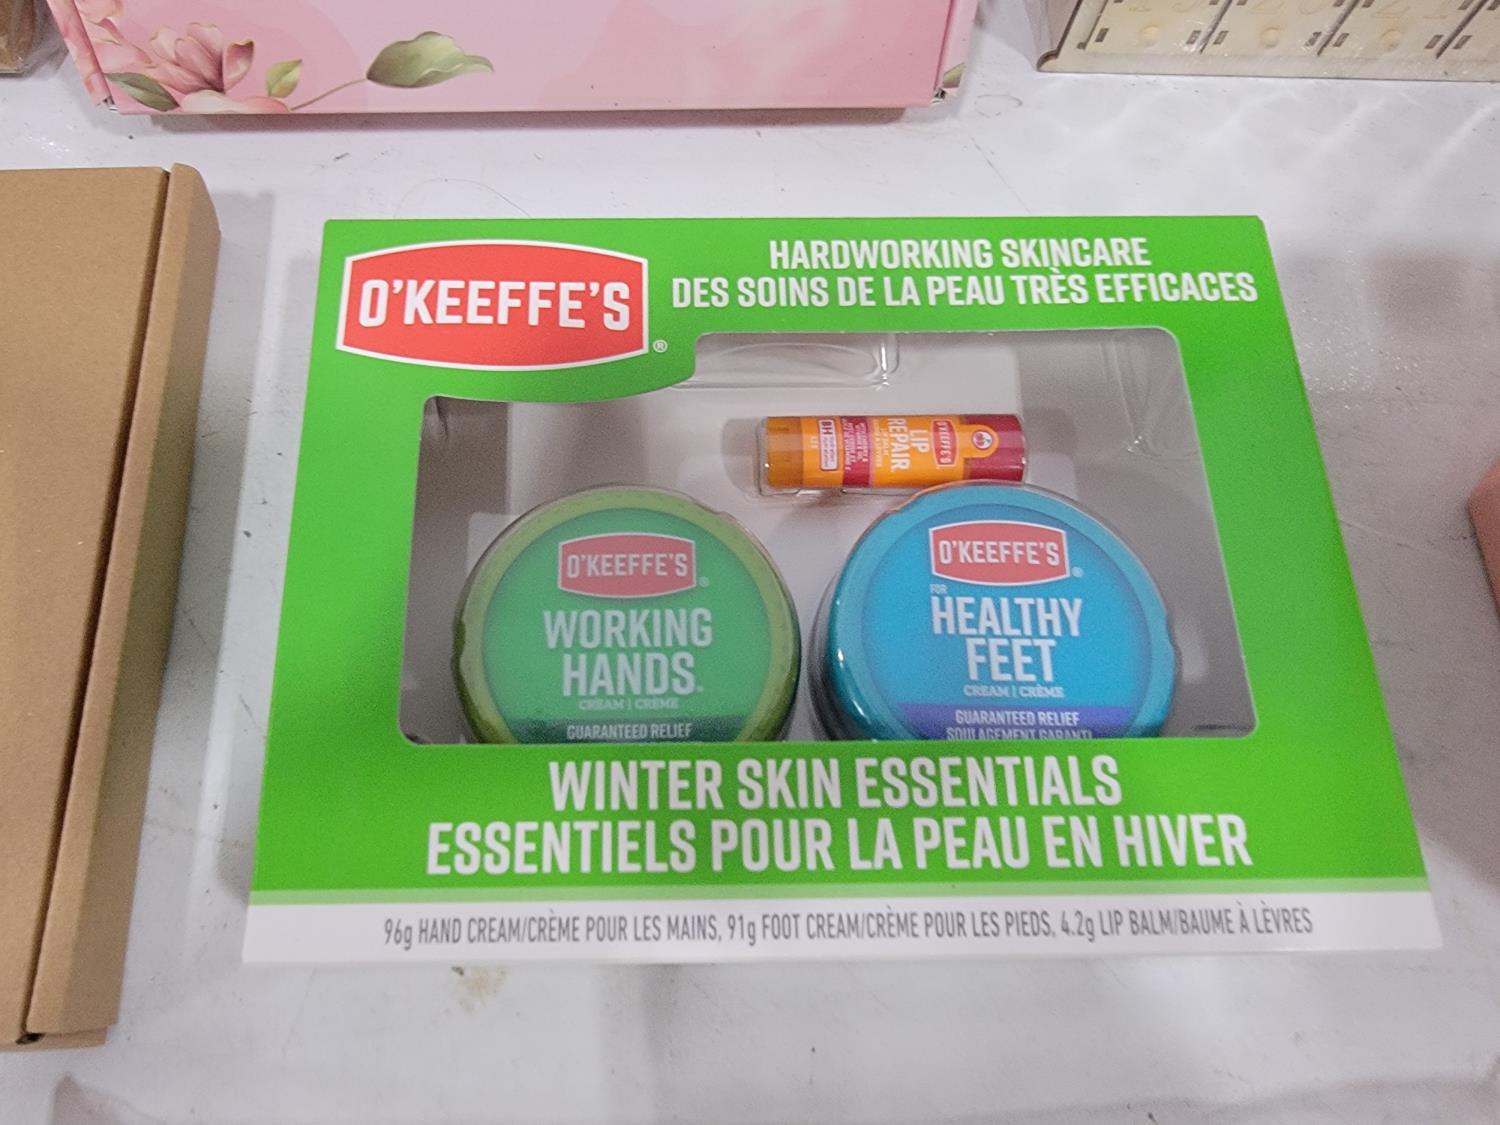 O'KEEFFE'S®
HARDWORKING SKINCARE
DES SOINS DE LA PEAU TRÈS EFFICACES
O'KEEFFE'S
LIP
REPAIR
LIP BALM
O'KEEFFE'S®
WORKING
HANDS
CREAM | CRÈME
GUARANTEED RELIEF
O'KEEFFE'S®
FOR
HEALTHY
FEET
CREAM | CRÈME
GUARANTEED RELIEF
SOULAGEMENT GARANTI
WINTER SKIN ESSENTIALS
ESSENTIELS POUR LA PEAU EN HIVER
96g HAND CREAM/CRÈME POUR LES MAINS, 91g FOOT CREAM/CRÈME POUR LES PIEDS, 4.2g LIP BALM/BAUME À LÈVRES